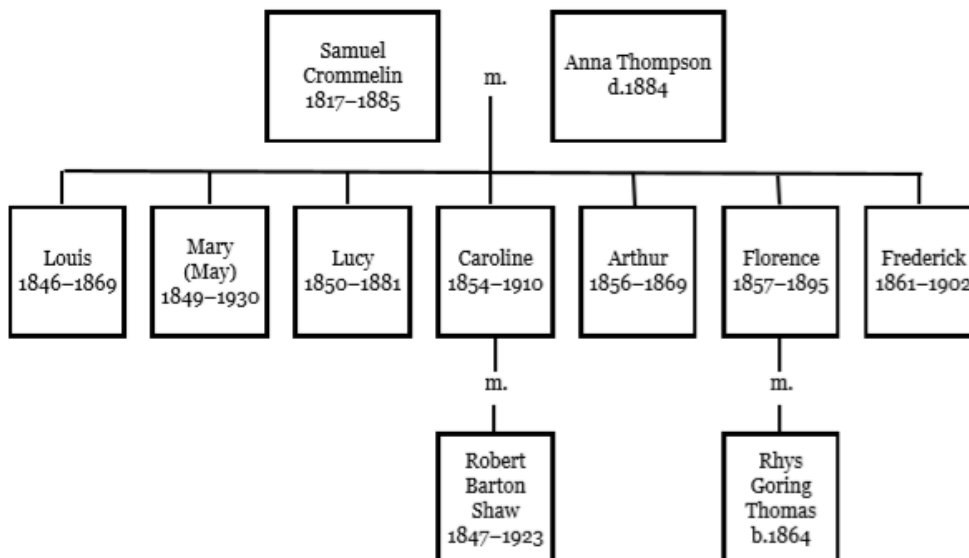 Samuel
Crommelin
1817–1885
m.
Anna Thompson
d.1884
Louis
1846–1869
Mary
(May)
1849–1930
Lucy
1850–1881
Caroline
1854–1910
Arthur
1856–1869
Florence
1857–1895
Frederick
1861–1902
m.
m.
Robert
Barton
Shaw
1847–1923
Rhys
Goring
Thomas
b.1864